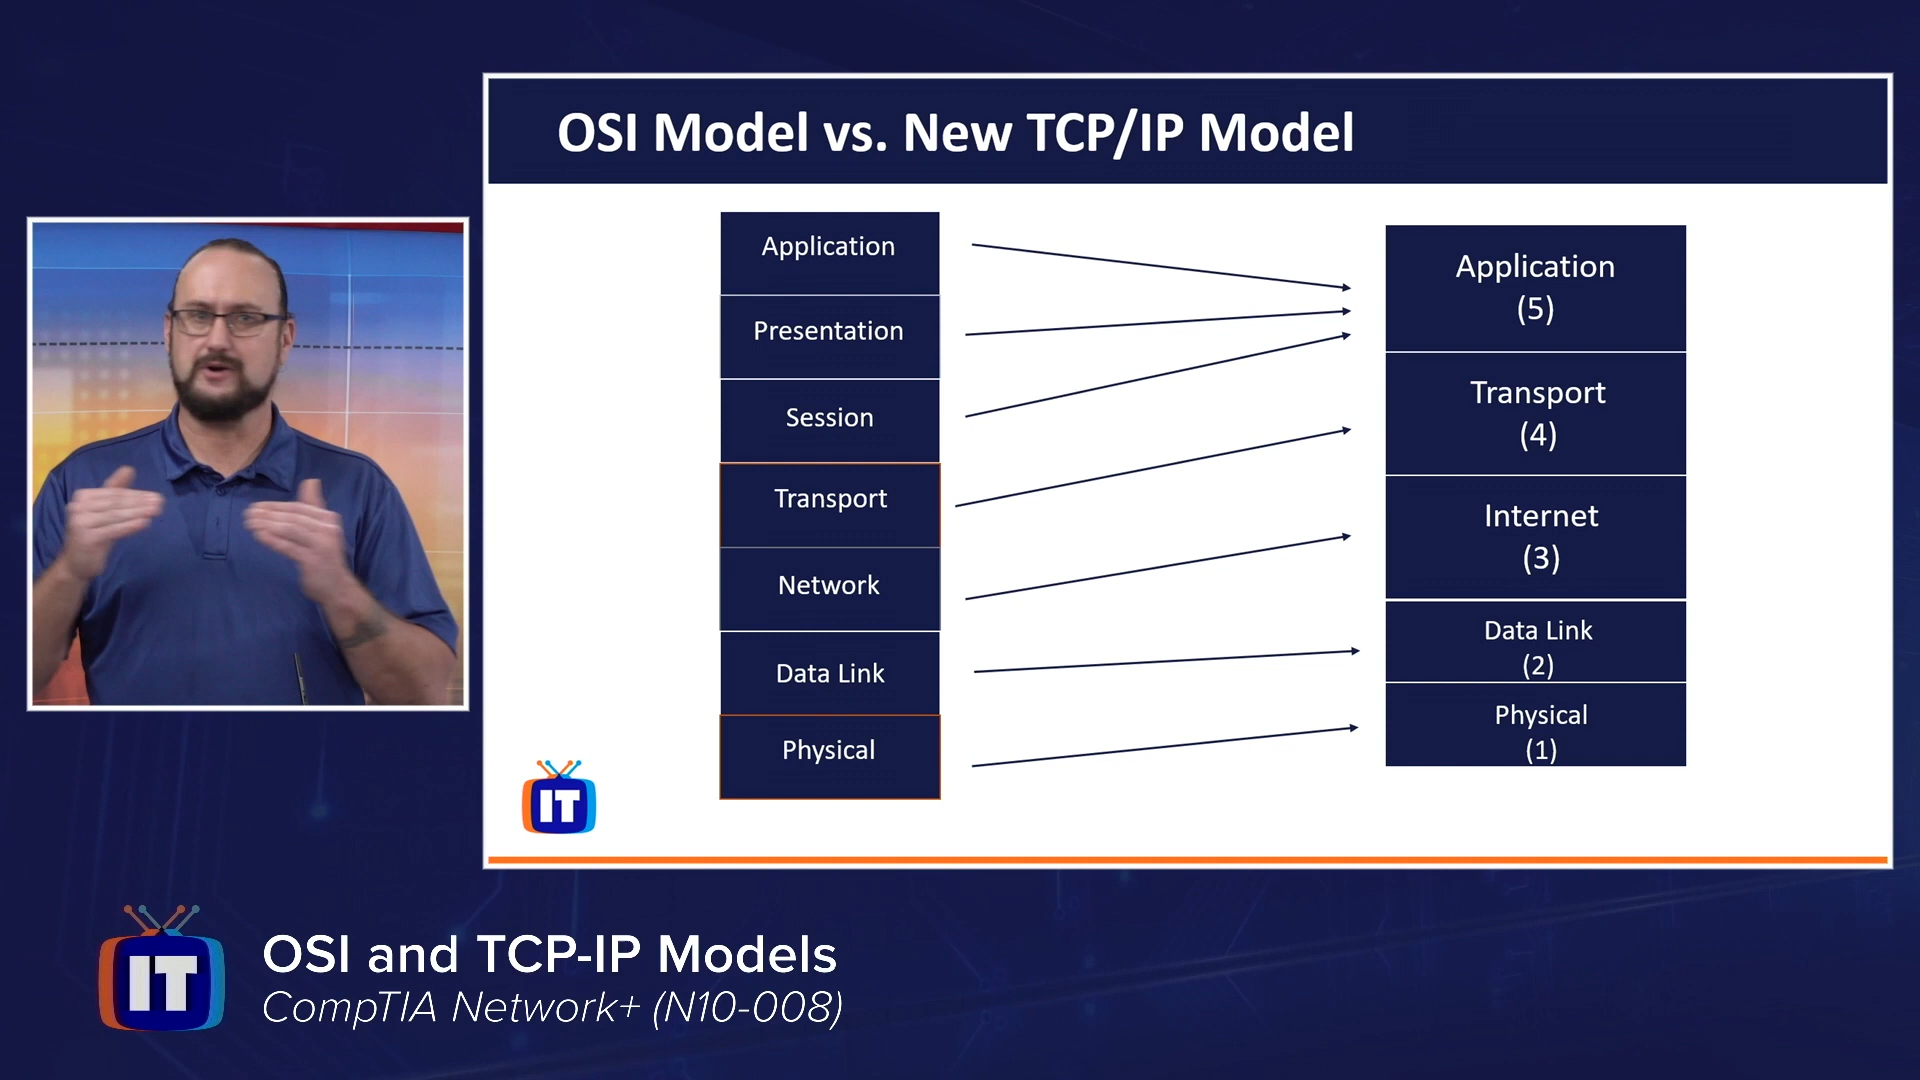 OSI Model vs. New TCP/IP Model
Application
Presentation
Session
Transport
Network
Data Link
Physical
Application
(5)
Transport
(4)
Internet
(3)
Data Link
(2)
Physical
(1)
IT
IT
OSI and TCP-IP Models
CompTIA Network+ (N10-008)